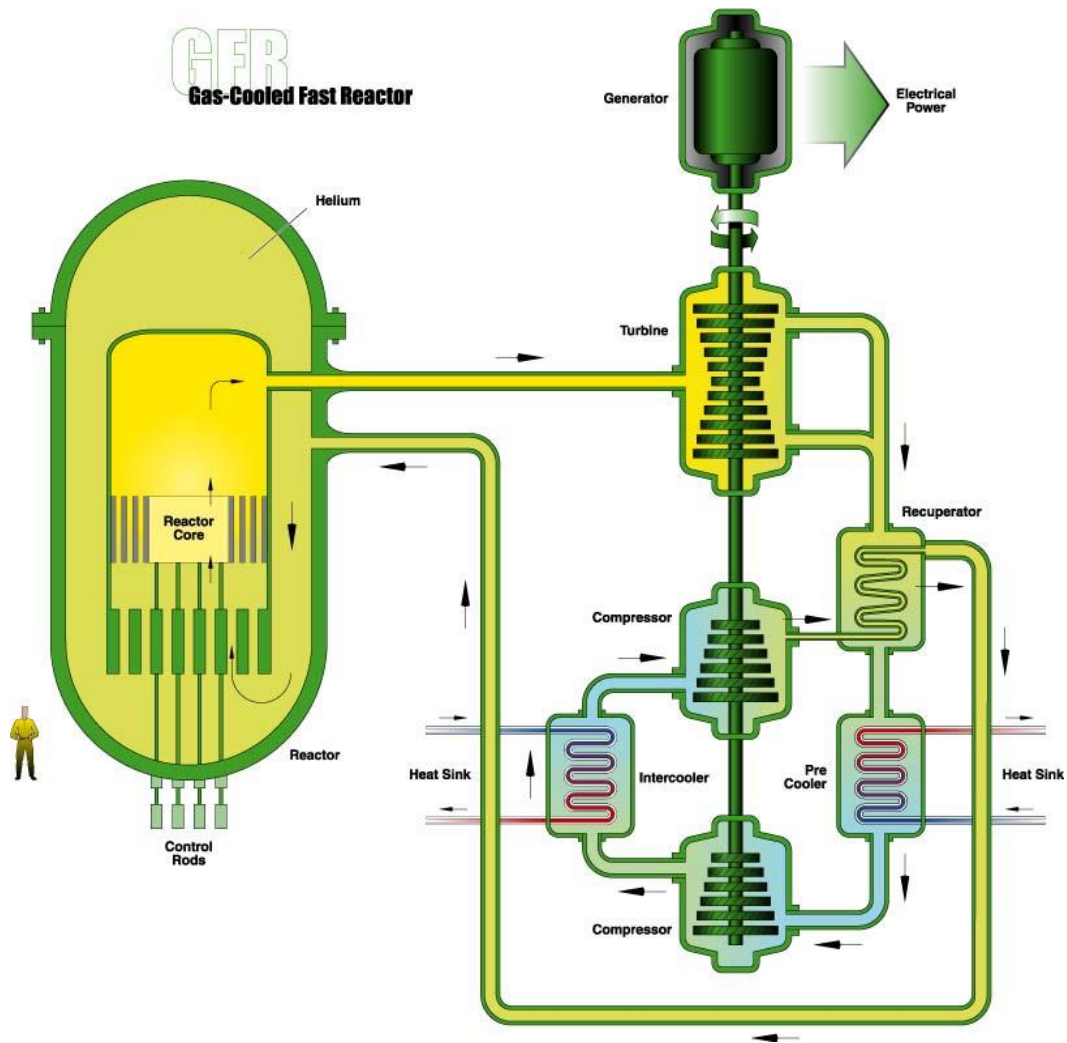 GFR
Gas-Cooled Fast Reactor
Generator
Electrical
Power
Helium
Turbine
Reactor
Core
Recuperator
Compressor
Reactor
Heat Sink
Intercooler
Pre
Cooler
Heat Sink
Control
Rods
Compressor